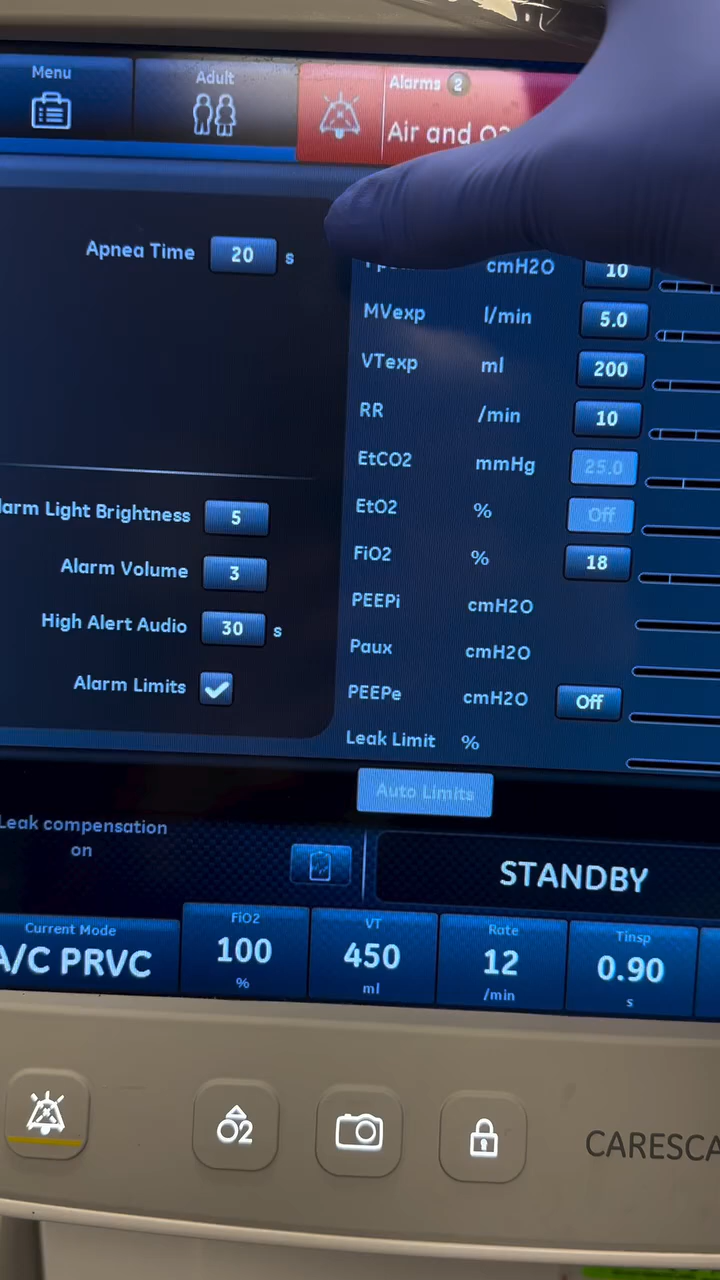 Menu
Adult
Alarms 2
Air and
Apnea Time 20 s
cmH2O 10
MVexp l/min 5.0
VTexp ml 200
RR /min 10
EtCO2 mmHg 25.0
EtO2 % Off
FiO2 % 18
PEEPi cmH2O
Paux cmH2O
PEEPe cmH2O Off
Leak Limit %
Auto Limits
larm Light Brightness 5
Alarm Volume 3
High Alert Audio 30 s
Alarm Limits
Leak compensation
on
STANDBY
Current Mode
A/C PRVC
FiO2
100
%
VT
450
ml
Rate
12
/min
Tinsp
0.90
s
O2
CARESCA